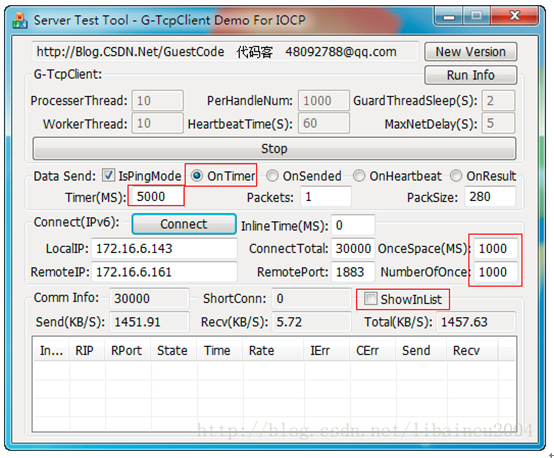 Server Test Tool - G-TcpClient Demo For IOCP
http://Blog.CSDN.Net/GuestCode 代码客 48092788@qq.com New Version
G-TcpClient: Run Info
ProcesserThread: 10 PerHandleNum: 1000 GuardThreadSleep(S): 2
WorkerThread: 10 HeartbeatTime(S): 60 MaxNetDelay(S): 5
Stop
Data Send: IsPingMode OnTimer OnSended OnHeartbeat OnResult
Timer(MS): 5000 Packets: 1 PackSize: 280
Connect(IPv6): Connect InlineTime(MS): 0
LocalIP: 172.16.6.143 ConnectTotal: 30000 OnceSpace(MS): 1000
RemoteIP: 172.16.6.161 RemotePort: 1883 NumberOfOnce: 1000
Comm Info: 30000 ShortConn: 0 ShowInList
Send(KB/S): 1451.91 Recv(KB/S): 5.72 Total(KB/S): 1457.63
In... RIP RPort State Time Rate IErr CErr Send Recv
http://blog.csdn.net/libaineu2004